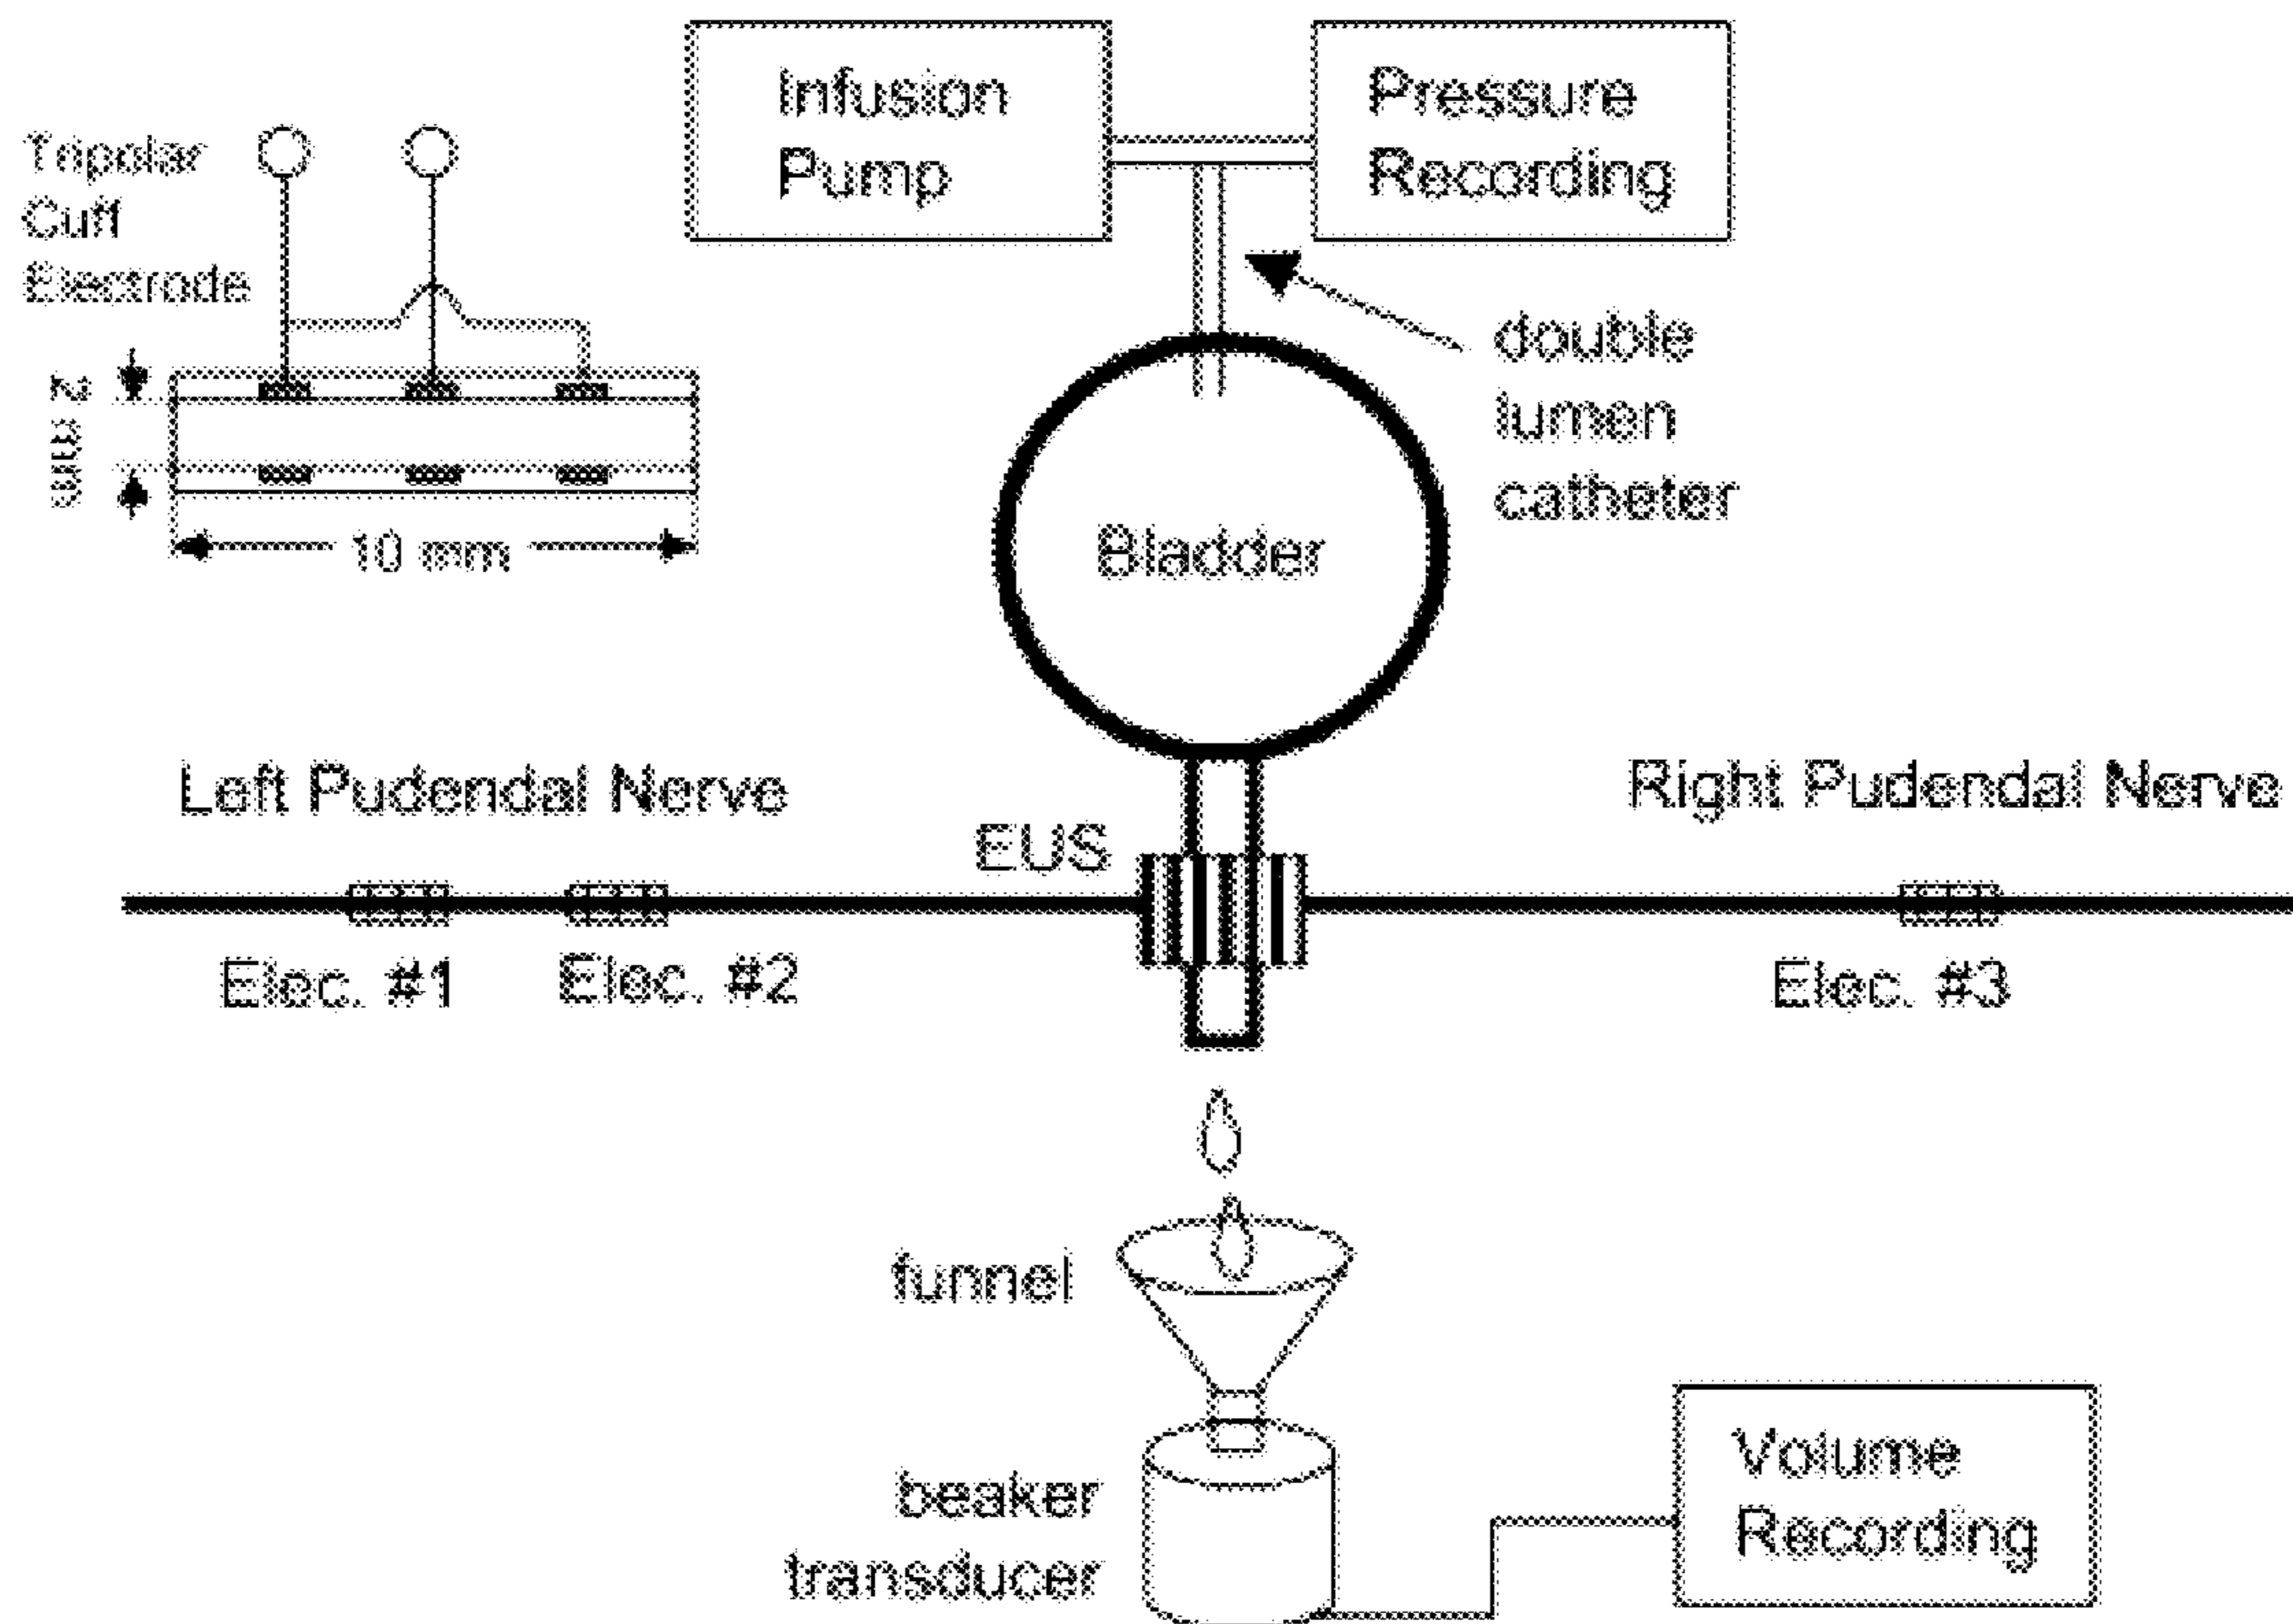 Infusion
Pump
Pressure
Recording
Tripolar
Cuff
Electrode
2 mm
10 mm
double
lumen
catheter
Bladder
Left Pudendal Nerve
Right Pudendal Nerve
EUS
Elec. #1
Elec. #2
Elec. #3
funnel
beaker
transducer
Volume
Recording